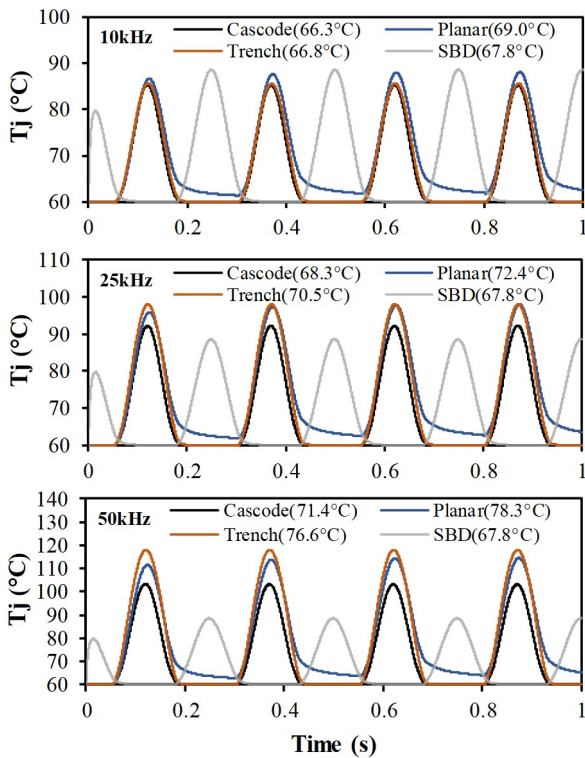 Tj (°C)
100
90
80
70
60
10kHz
Cascode(66.3°C)
Planar(69.0°C)
Trench(66.8°C)
SBD(67.8°C)
0 0.2 0.4 0.6 0.8 1
Tj (°C)
110
100
90
80
70
60
25kHz
Cascode(68.3°C)
Planar(72.4°C)
Trench(70.5°C)
SBD(67.8°C)
0 0.2 0.4 0.6 0.8 1
Tj (°C)
140
130
120
110
100
90
80
70
60
50kHz
Cascode(71.4°C)
Planar(78.3°C)
Trench(76.6°C)
SBD(67.8°C)
0 0.2 0.4 0.6 0.8 1
Time (s)